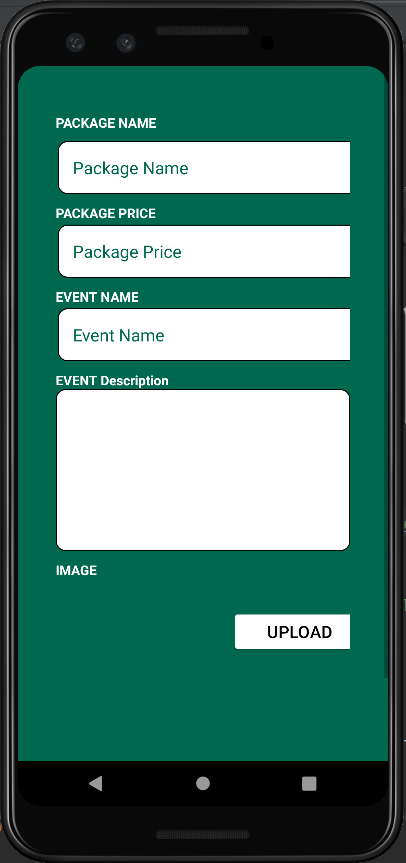 PACKAGE NAME
Package Name
PACKAGE PRICE
Package Price
EVENT NAME
Event Name
EVENT Description
IMAGE
UPLOAD